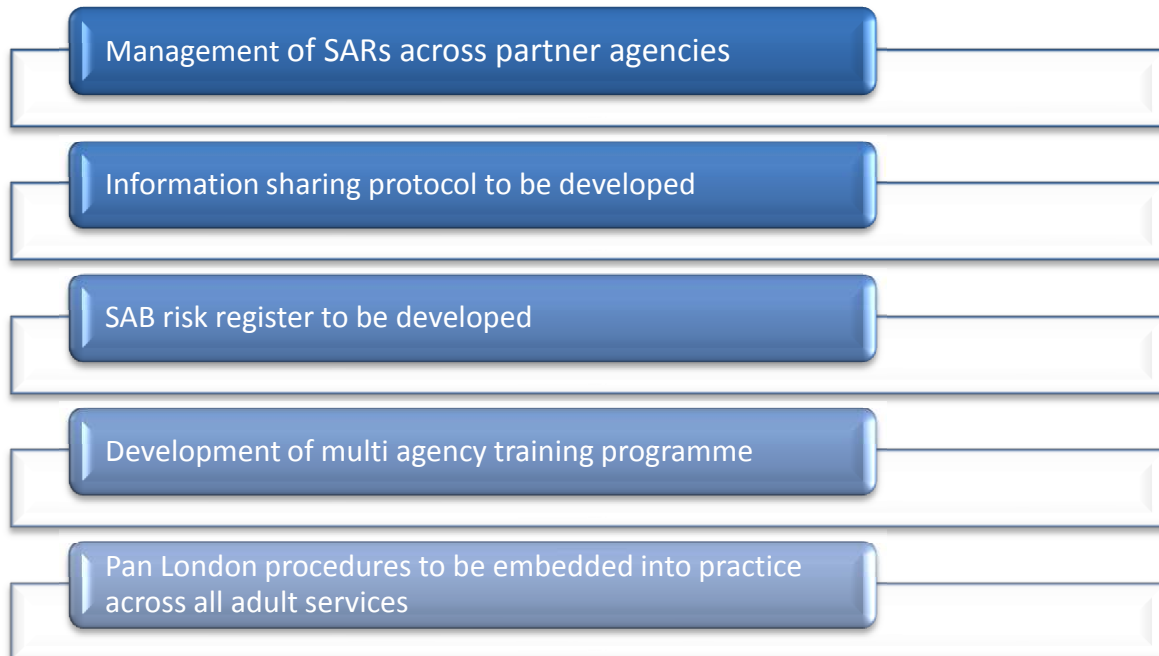 Management of SARs across partner agencies
Information sharing protocol to be developed
SAB risk register to be developed
Development of multi agency training programme
Pan London procedures to be embedded into practice
across all adult services